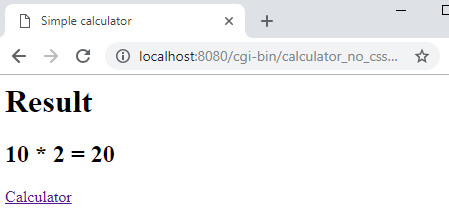 Simple calculator
localhost:8080/cgi-bin/calculator_no_css...
Result
10 * 2 = 20
Calculator